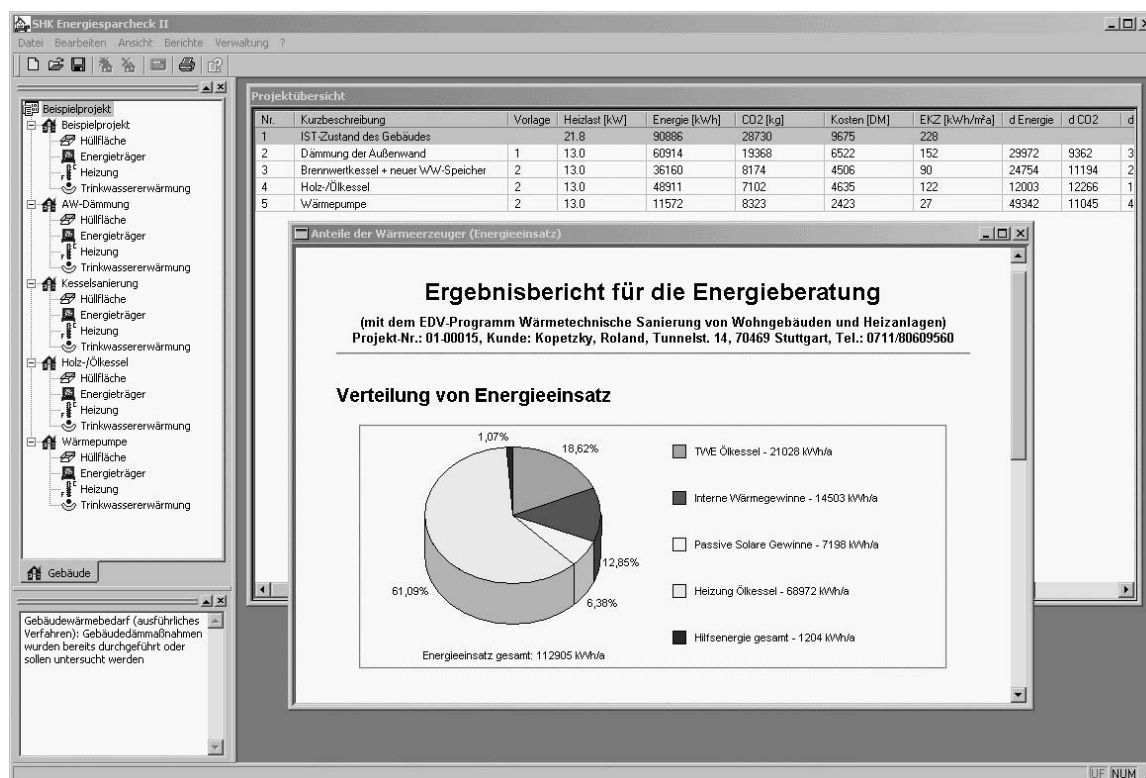 SHK Energiesparcheck II
Datei Bearbeiten Ansicht Berichte Verwaltung ?
Beispielprojekt
Beispielprojekt
Hüllfläche
Energieträger
Heizung
Trinkwassererwärmung
AW-Dämmung
Hüllfläche
Energieträger
Heizung
Trinkwassererwärmung
Kesselsanierung
Hüllfläche
Energieträger
Heizung
Trinkwassererwärmung
Holz-/Ölkessel
Hüllfläche
Energieträger
Heizung
Trinkwassererwärmung
Wärmepumpe
Hüllfläche
Energieträger
Heizung
Trinkwassererwärmung
Gebäude
Gebäudewärmebedarf (ausführliches
Verfahren): Gebäudedämmaßnahmen
wurden bereits durchgeführt oder
sollen untersucht werden
Projektübersicht
Nr. Kurzbeschreibung Vorlage Heizlast [kW] Energie [kWh] CO2 [kg] Kosten [DM] EKZ [kWh/m²a] d Energie d CO2 d
1 IST-Zustand des Gebäudes 21.8 90886 28730 9675 228
2 Dämmung der Außenwand 1 13.0 60914 19368 6522 152 29972 9362 3
3 Brennwertkessel + neuer WW-Speicher 2 13.0 36160 8174 4506 90 24754 11194 2
4 Holz-/Ölkessel 2 13.0 48911 7102 4635 122 12003 12266 1
5 Wärmepumpe 2 13.0 11572 8323 2423 27 49342 11045 4
Anteile der Wärmeerzeuger (Energieeinsatz)
Ergebnisbericht für die Energieberatung
(mit dem EDV-Programm Wärmetechnische Sanierung von Wohngebäuden und Heizanlagen)
Projekt-Nr.: 01-00015, Kunde: Kopetzky, Roland, Tunnelst. 14, 70469 Stuttgart, Tel.: 0711/80609560
Verteilung von Energieeinsatz
1,07%
18,62%
12,85%
6,38%
61,09%
Energieeinsatz gesamt: 112905 kWh/a
TWE Ölkessel - 21028 kWh/a
Interne Wärmegewinne - 14503 kWh/a
Passive Solare Gewinne - 7198 kWh/a
Heizung Ölkessel - 68972 kWh/a
Hilfsenergie gesamt - 1204 kWh/a
UF NUM